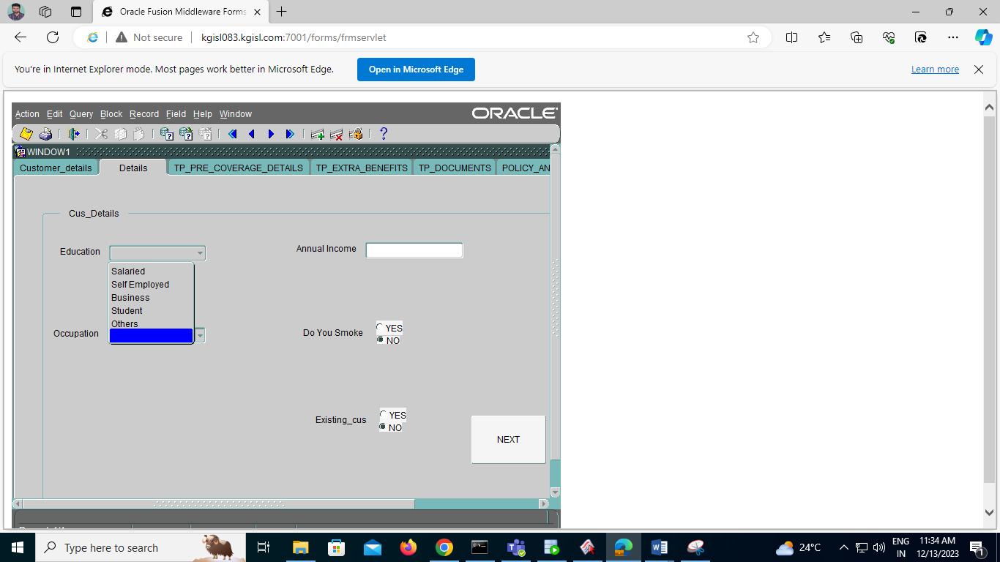 Oracle Fusion Middleware Forms
Not secure kgisl083.kgisl.com:7001/forms/frmservlet
You're in Internet Explorer mode. Most pages work better in Microsoft Edge. Open in Microsoft Edge Learn more
Action Edit Query Block Record Field Help Window ORACLE
WINDOW1
Customer_details Details TP_PRE_COVERAGE_DETAILS TP_EXTRA_BENEFITS TP_DOCUMENTS POLICY_AN
Cus_Details
Education Annual Income
Salaried
Self Employed
Business
Student
Others
Occupation Do You Smoke YES
NO
Existing_cus YES
NO
NEXT
Type here to search 24°C ENG 11:34 AM
IN 12/13/2023 1